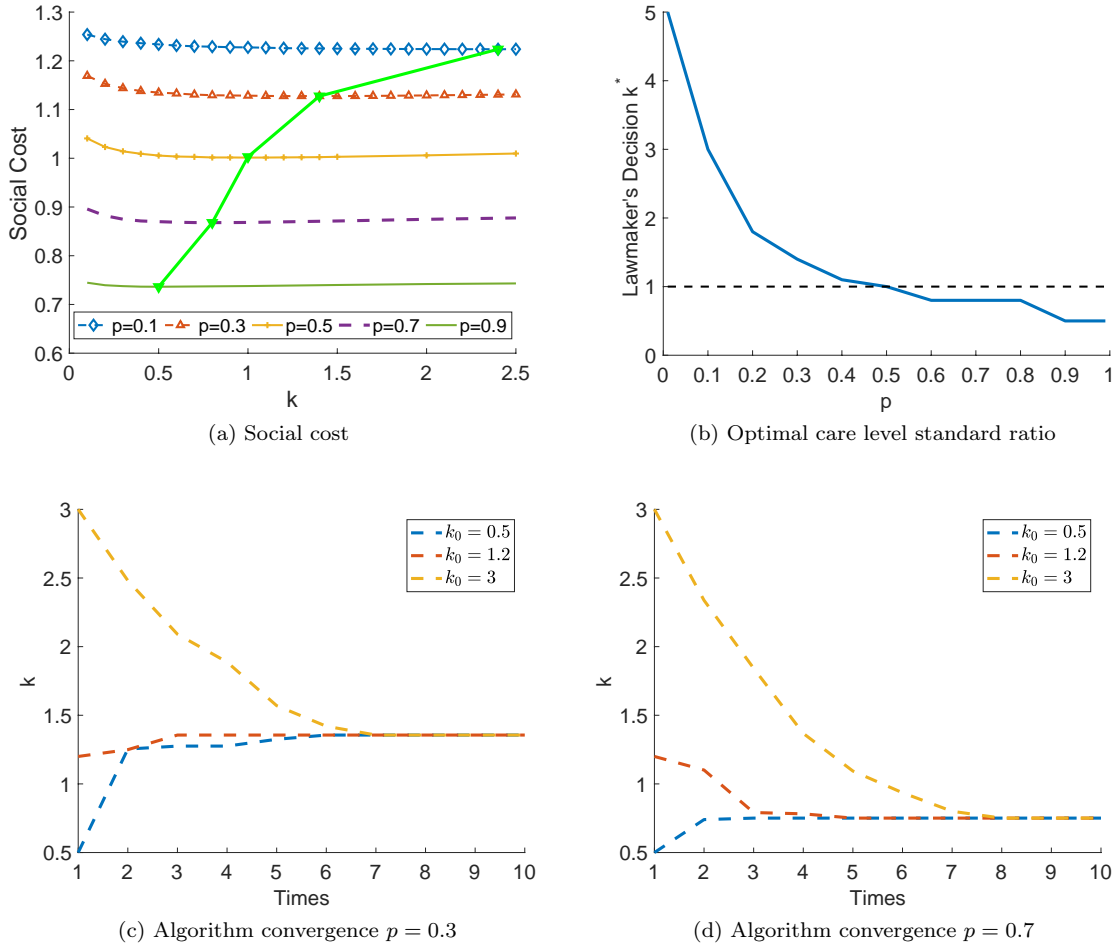 1.3
1.2
1.1
1
0.9
0.8
0.7
0.6
Social Cost
p=0.1 p=0.3 p=0.5 p=0.7 p=0.9
0 0.5 1 1.5 2 2.5
k
(a) Social cost
5
4
3
2
1
0
Lawmaker's Decision k*
0 0.1 0.2 0.3 0.4 0.5 0.6 0.7 0.8 0.9 1
p
(b) Optimal care level standard ratio
3
2.5
2
1.5
1
0.5
k
k0 = 0.5
k0 = 1.2
k0 = 3
1 2 3 4 5 6 7 8 9 10
Times
(c) Algorithm convergence p = 0.3
3
2.5
2
1.5
1
0.5
k
k0 = 0.5
k0 = 1.2
k0 = 3
1 2 3 4 5 6 7 8 9 10
Times
(d) Algorithm convergence p = 0.7